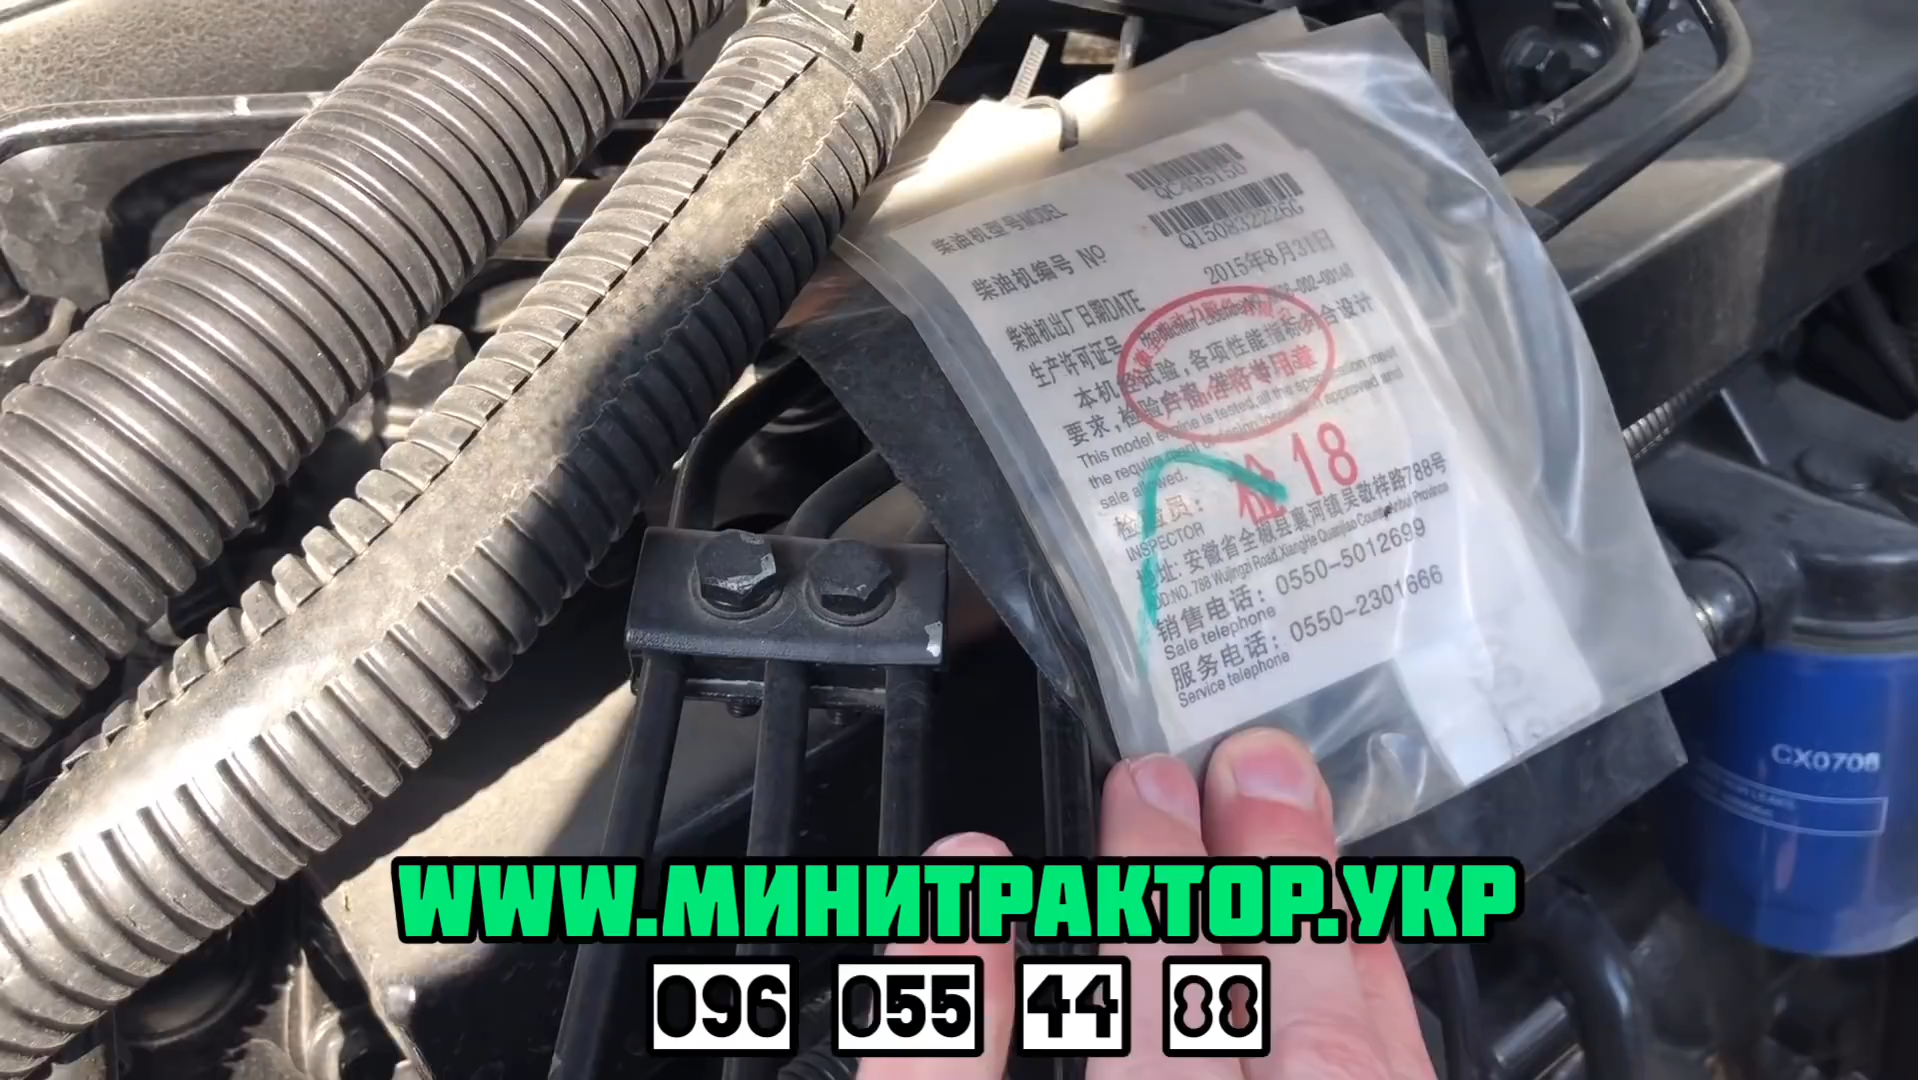 柴油机型号MODEL
QC495T50
柴油机编号 №
Q150832226G
柴油机出厂日期DATE
2015年8月31日
生产许可证号
本机经试验,各项性能指标符合设计
要求,检验合格,准许
This model engine is tested,all the specification meet
the requirement of design approved and
sale allowed.
检 18
检验员:
INSPECTOR
地址: 安徽省全椒县襄河镇吴敬梓路788号
ADD:NO.788 Wujingzi Road,XiangHe Quanjiao County Anhui Province
销售电话: 0550-5012699
Sale telephone
服务电话: 0550-2301666
Service telephone
CX0708
WWW.МИНИТРАКТОР.УКР
096 055 44 88